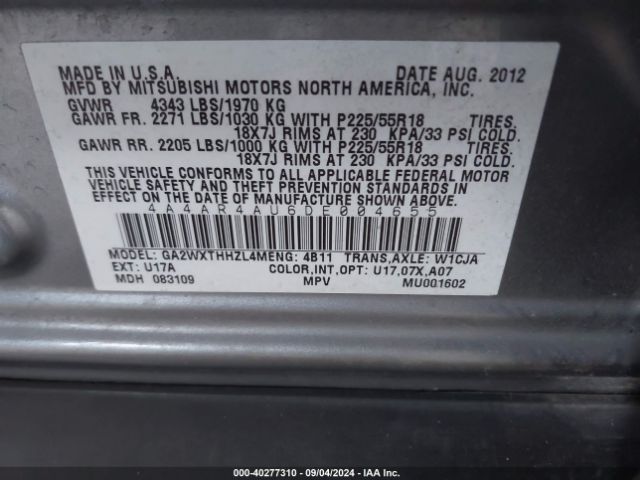 MADE IN U.S.A. DATE AUG. 2012
MFD BY MITSUBISHI MOTORS NORTH AMERICA, INC.
GVWR 4343 LBS/1970 KG
GAWR FR. 2271 LBS/1030 KG WITH P225/55R18 TIRES.
18X7J RIMS AT 230 KPA/33 PSI COLD.
GAWR RR. 2205 LBS/1000 KG WITH P225/55R18 TIRES.
18X7J RIMS AT 230 KPA/33 PSI COLD.
THIS VEHICLE CONFORMS TO ALL APPLICABLE FEDERAL MOTOR
VEHICLE SAFETY AND THEFT PREVENTION STANDARDS IN
EFFECT ON THE DATE OF MANUFACTURE SHOWN ABOVE.
4A4AR4AU6DE004655
MODEL: GA2WXTHHZL4MENG: 4B11 TRANS,AXLE: W1CJA
EXT: U17A COLOR,INT,OPT: U17,07X,A07
MDH 083109 MPV MU001602
000-40277310 - 09/04/2024 - IAA Inc.